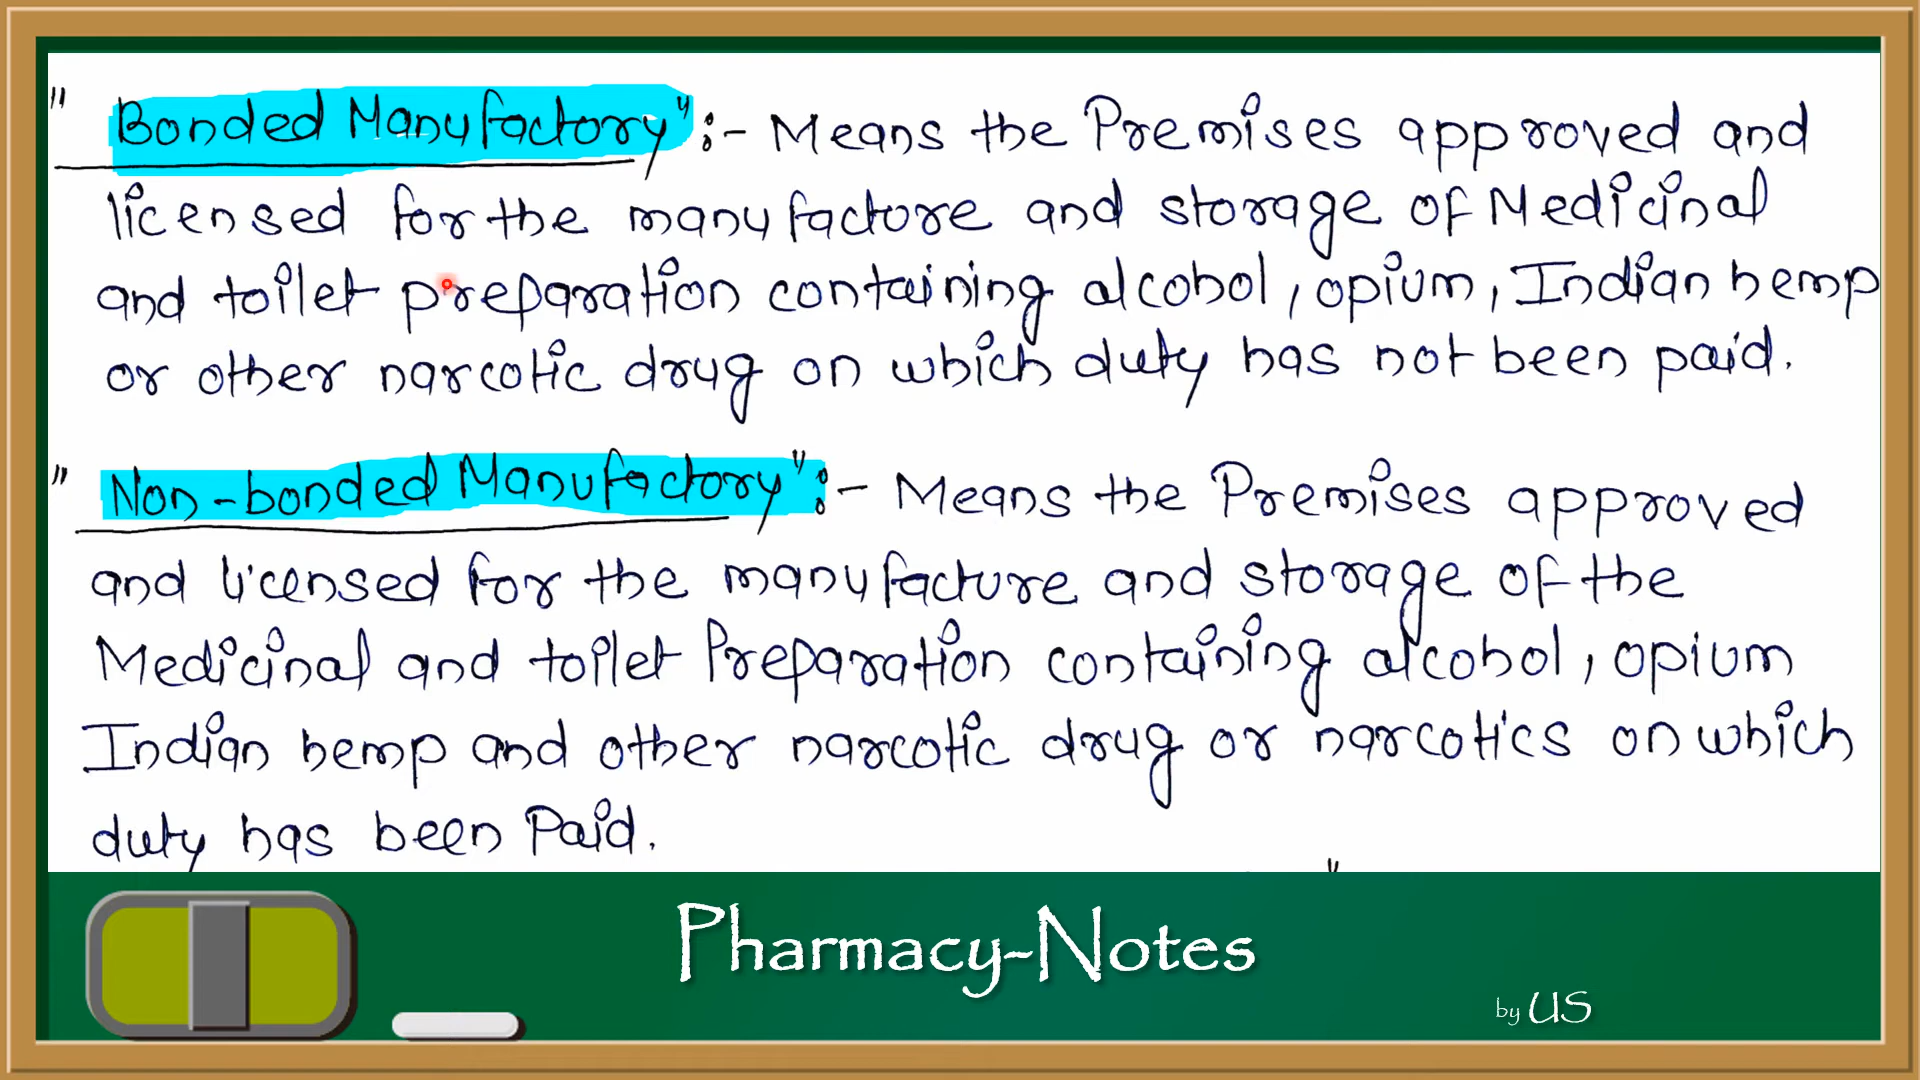 "Bonded Manufactory" :- Means the Premises approved and
licensed for the manufacture and storage of Medicinal
and toilet preparation containing alcohol, opium, Indian hemp
or other narcotic drug on which duty has not been paid.
"Non-bonded Manufactory" :- Means the Premises approved
and licensed for the manufacture and storage of the
Medicinal and toilet Preparation containing alcohol, opium
Indian hemp and other narcotic drug or narcotics on which
duty has been Paid.
Pharmacy-Notes
by US